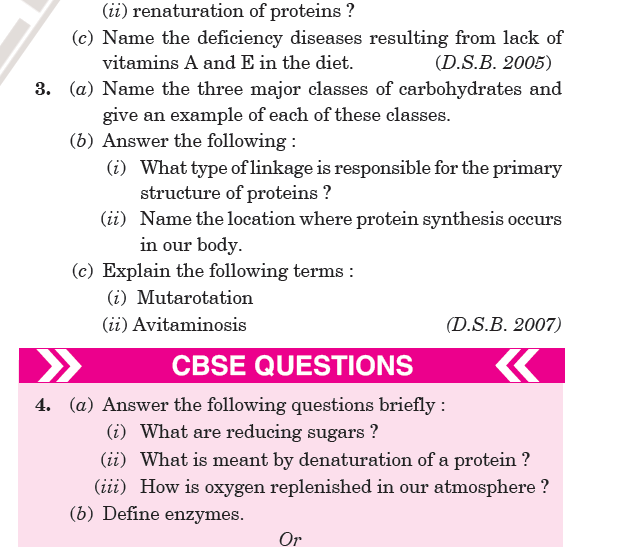 (ii) renaturation of proteins ?
(c) Name the deficiency diseases resulting from lack of
vitamins A and E in the diet. (D.S.B. 2005)
3. (a) Name the three major classes of carbohydrates and
give an example of each of these classes.
(b) Answer the following :
(i) What type of linkage is responsible for the primary
structure of proteins ?
(ii) Name the location where protein synthesis occurs
in our body.
(c) Explain the following terms :
(i) Mutarotation
(ii) Avitaminosis (D.S.B. 2007)
CBSE QUESTIONS
4. (a) Answer the following questions briefly :
(i) What are reducing sugars ?
(ii) What is meant by denaturation of a protein ?
(iii) How is oxygen replenished in our atmosphere ?
(b) Define enzymes.
Or